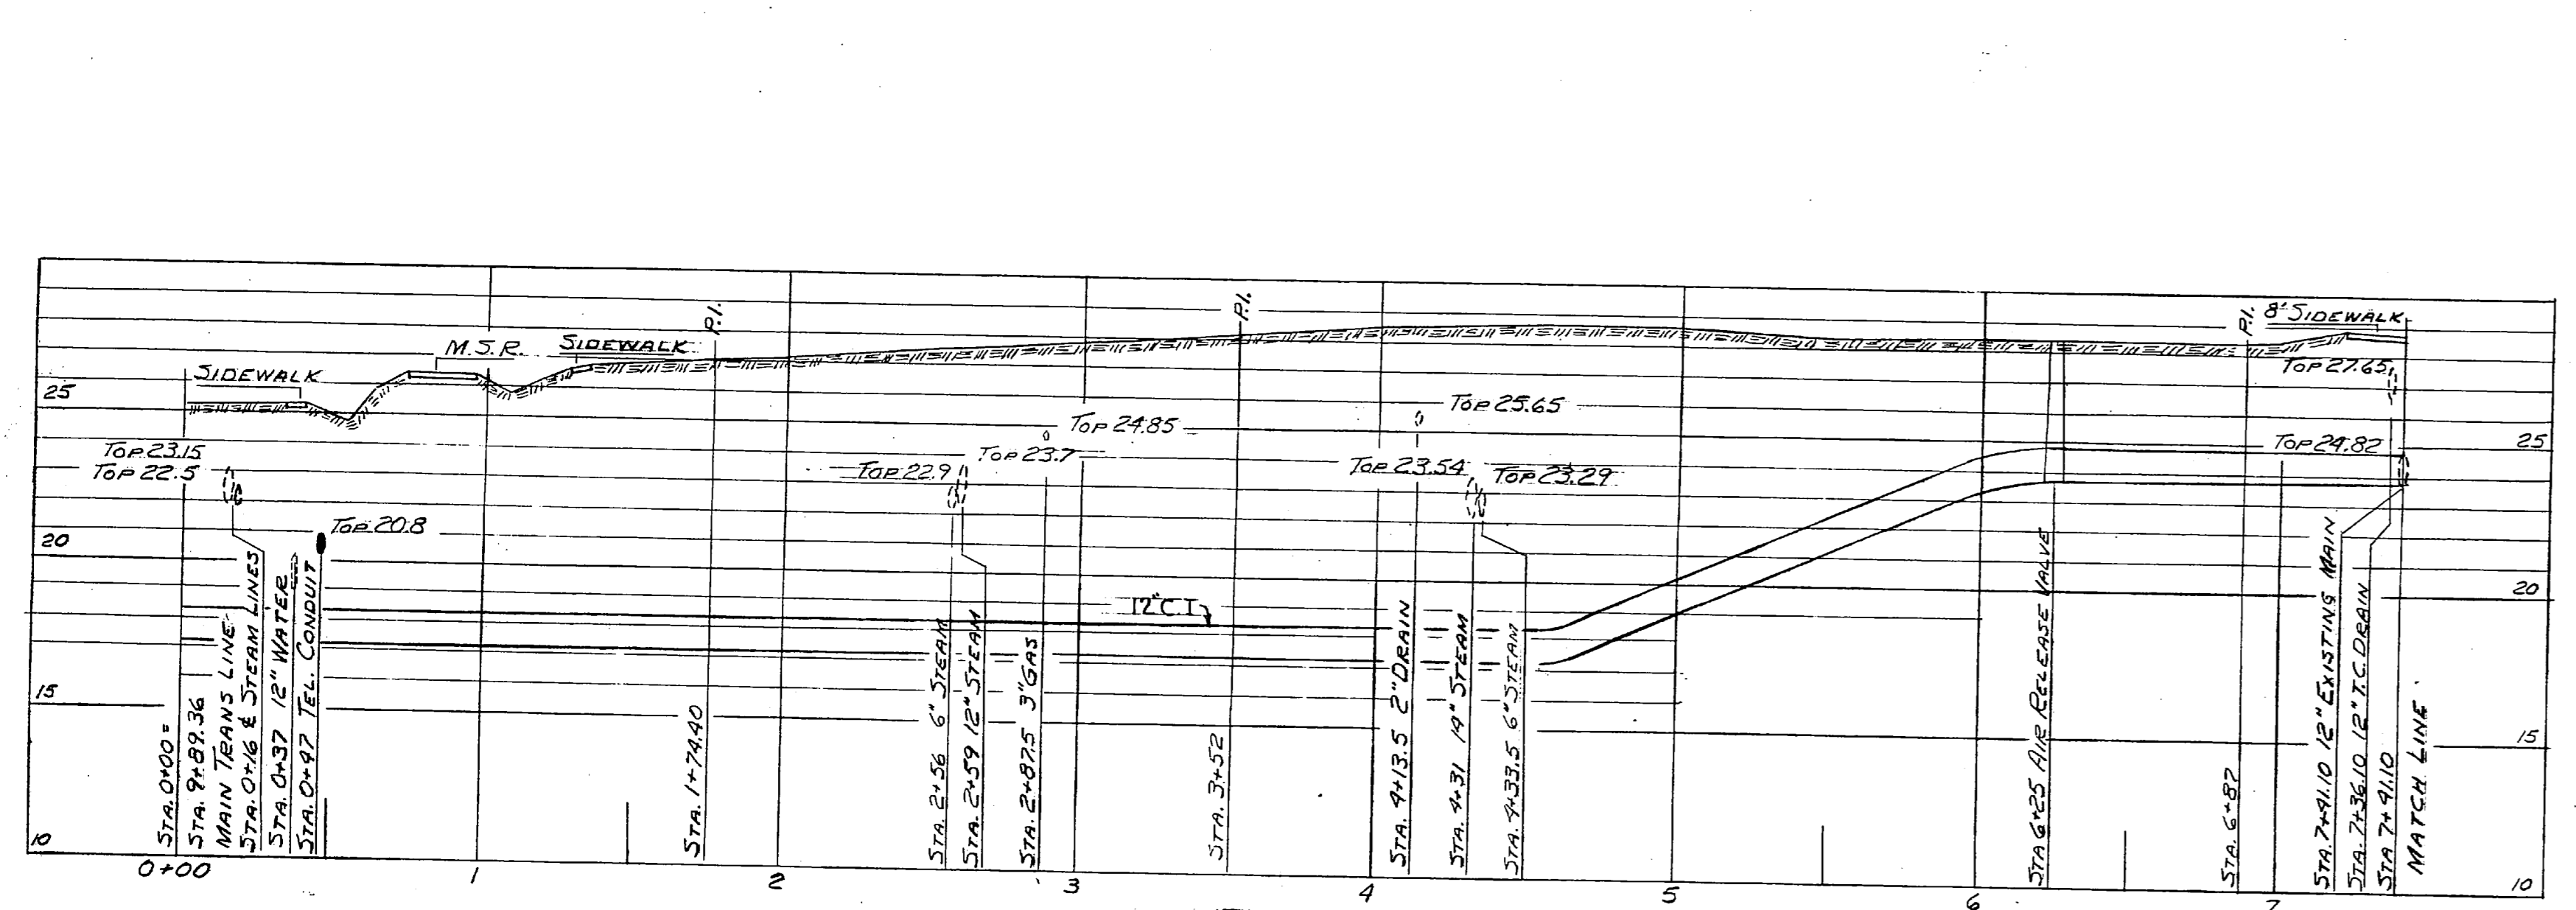 P.I.
P.I.
P.I.
8' SIDEWALK
M.S.R.
SIDEWALK
SIDEWALK
TOP 27.65
25
TOP 25.65
TOP 24.85
25
TOP 23.15
TOP 22.5
TOP 22.9
TOP 23.7
TOP 23.54
TOP 23.29
TOP 24.82
TOP 20.8
20
20
12" C.I.
15
15
10
10
STA. 0+00 =
STA. 9+89.36
MAIN TRANS LINE
STA. 0+16 & STEAM LINES
STA. 0+37 12" WATER
STA. 0+47 TEL. CONDUIT
STA. 1+74.40
STA. 2+56 6" STEAM
STA. 2+59 12" STEAM
STA. 2+87.5 3" GAS
STA. 3+52
STA. 4+13.5 2" DRAIN
STA. 4+31 14" STEAM
STA. 4+33.5 6" STEAM
STA 6+25 AIR RELEASE VALVE
STA. 6+87
STA. 7+41.10 12" EXISTING MAIN
STA. 7+36.10 12" T.C. DRAIN
STA 7+41.10
MATCH LINE
0+00
1
2
3
4
5
6
7